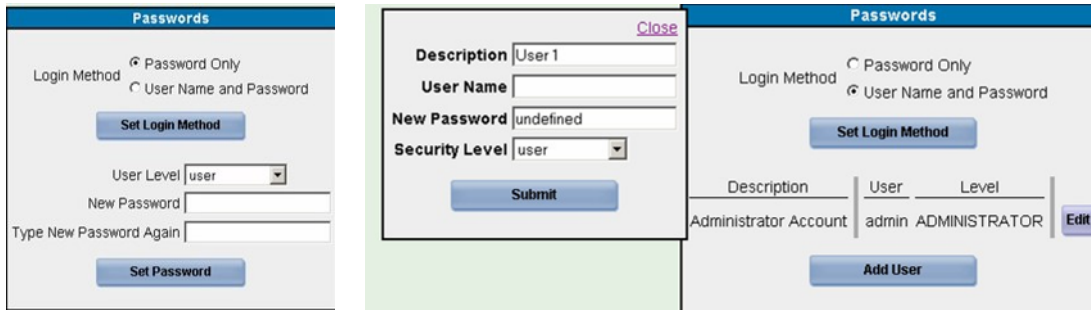 Passwords
Login Method
Password Only
User Name and Password
Set Login Method
User Level user
New Password
Type New Password Again
Set Password
Close
Description User 1
User Name
New Password undefined
Security Level user
Submit
Passwords
Login Method
Password Only
User Name and Password
Set Login Method
Description User Level
Administrator Account admin ADMINISTRATOR Edit
Add User